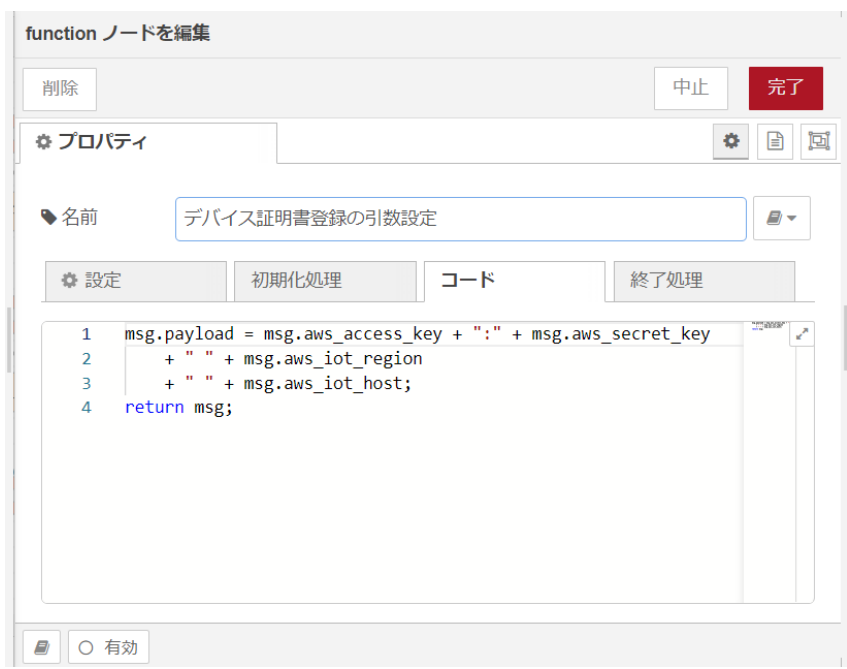 function ノードを編集
削除 中止 完了
プロパティ
名前 デバイス証明書登録の引数設定
設定 初期化処理 コード 終了処理
1 msg.payload = msg.aws_access_key + ":" + msg.aws_secret_key
2 + " " + msg.aws_iot_region
3 + " " + msg.aws_iot_host;
4 return msg;
有効